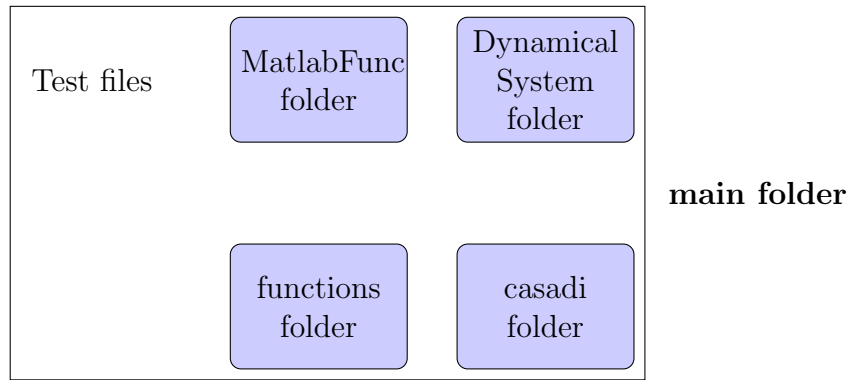 Test files
MatlabFunc
folder
Dynamical
System
folder
main folder
functions
folder
casadi
folder